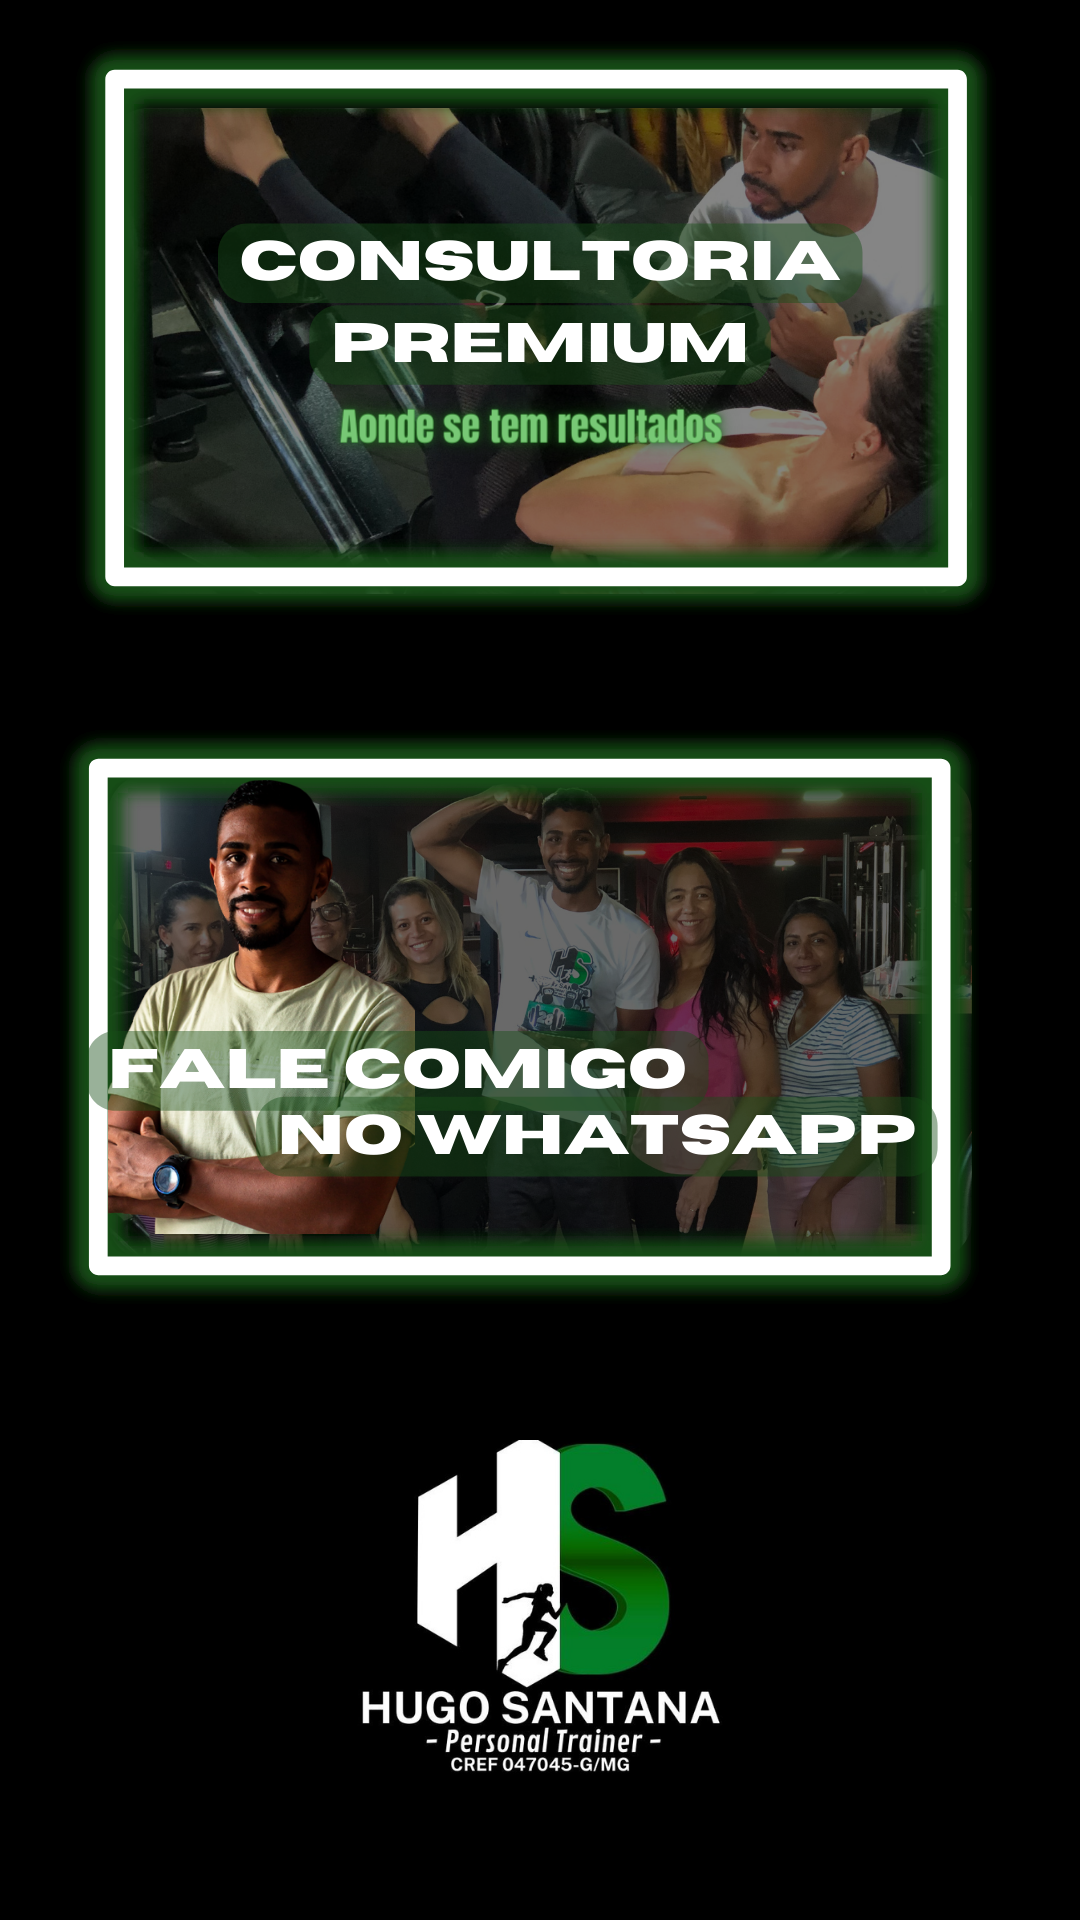 CONSULTORIA
PREMIUM
Aonde se tem resultados
FALE COMIGO
NO WHATSAPP
HS
HUGO SANTANA
- Personal Trainer -
CREF 047045-G/MG